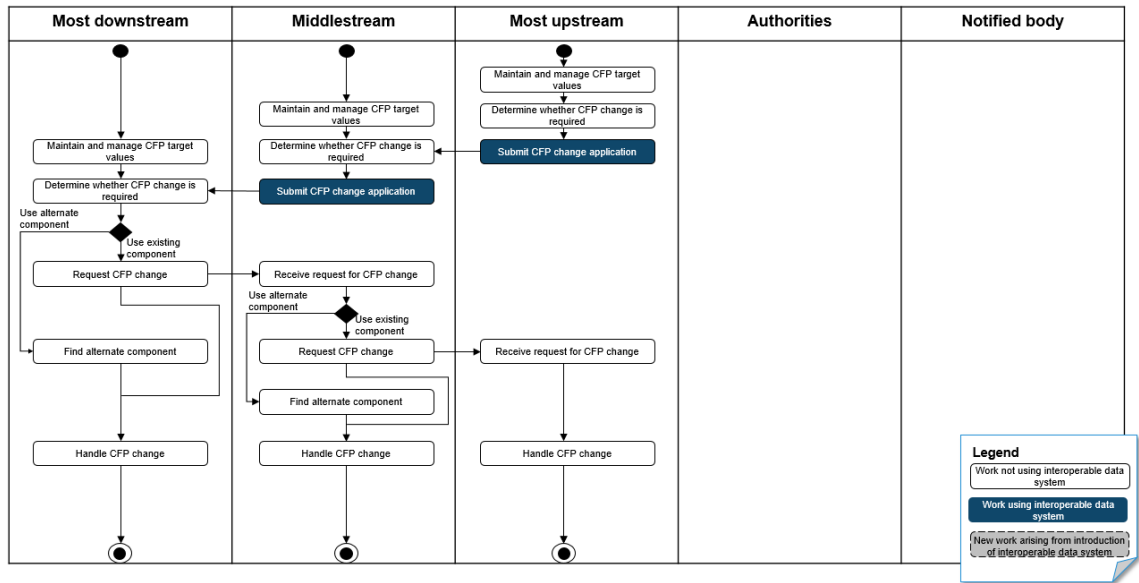 Most downstream
Middlestream
Most upstream
Authorities
Notified body
Maintain and manage CFP target
values
Determine whether CFP change is
required
Submit CFP change application
Maintain and manage CFP target
values
Determine whether CFP change is
required
Submit CFP change application
Maintain and manage CFP target
values
Determine whether CFP change is
required
Use alternate
component
Use existing
component
Request CFP change
Receive request for CFP change
Use alternate
component
Use existing
component
Find alternate component
Request CFP change
Receive request for CFP change
Find alternate component
Handle CFP change
Handle CFP change
Handle CFP change
Legend
Work not using interoperable data
system
Work using interoperable data
system
New work arising from introduction
of interoperable data system